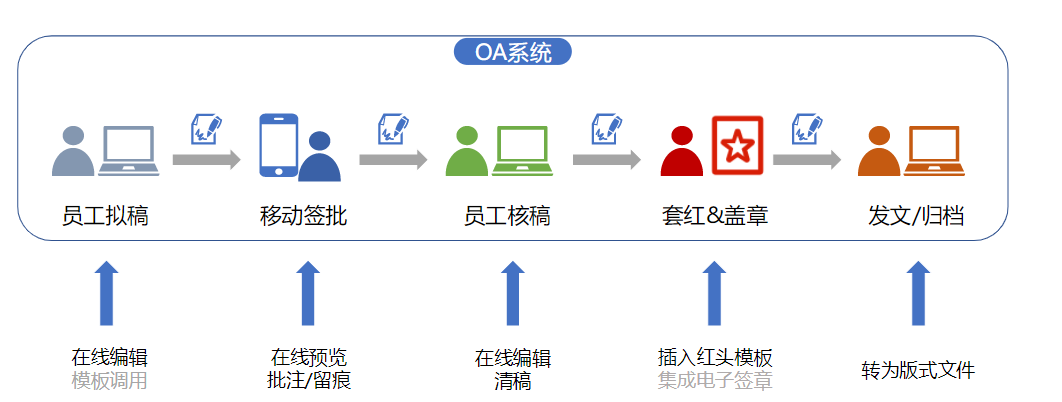 OA系统
员工拟稿
移动签批
员工核稿
套红&盖章
发文/归档
在线编辑
模板调用
在线预览
批注/留痕
在线编辑
清稿
插入红头模板
集成电子签章
转为版式文件